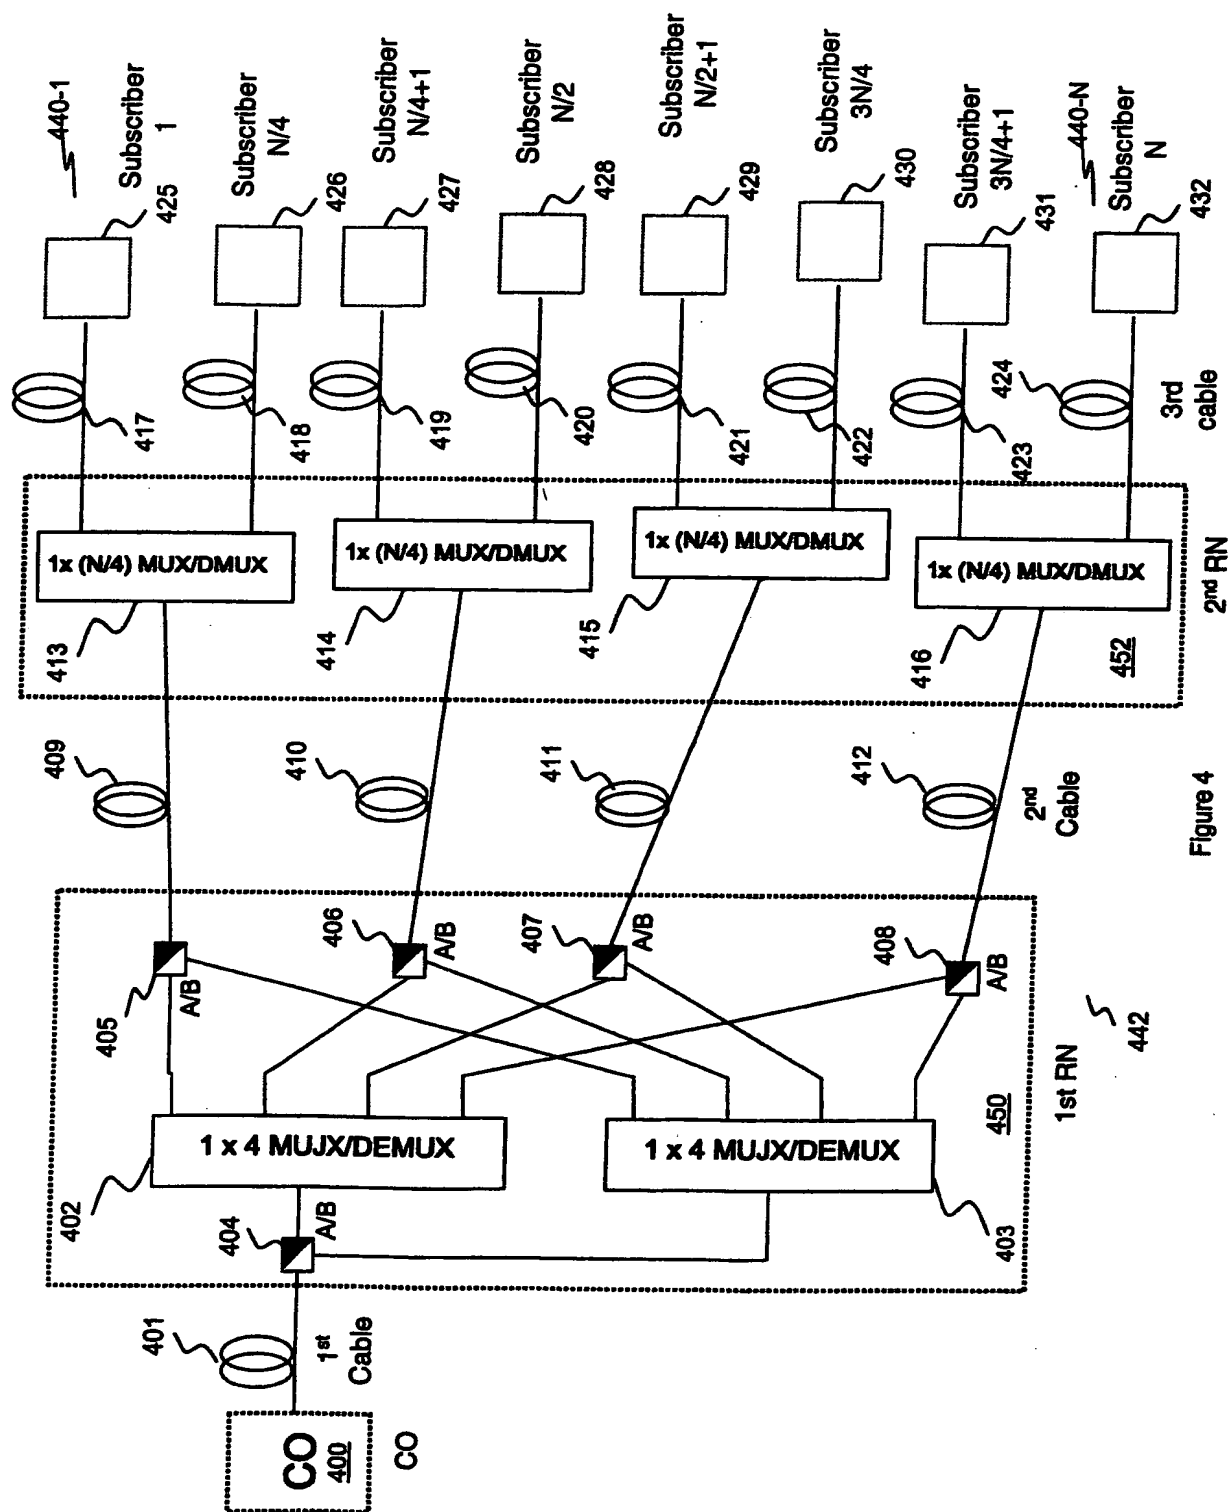 CO
400
CO
401
1st
Cable
404
A/B
402
1 x 4 MUJX/DEMUX
1 x 4 MUJX/DEMUX
403
405
A/B
406
A/B
407
A/B
408
A/B
450
1st RN
442
409
410
411
412
2nd
Cable
413
1x (N/4) MUX/DMUX
414
1x (N/4) MUX/DMUX
415
1x (N/4) MUX/DMUX
416
1x (N/4) MUX/DMUX
452
2nd RN
417
418
419
420
421
422
423
424
3rd
cable
440-1
Subscriber
1
425
Subscriber
N/4
426
Subscriber
N/4+1
427
Subscriber
N/2
428
Subscriber
N/2+1
429
Subscriber
3N/4
430
Subscriber
3N/4+1
431
440-N
Subscriber
N
432
Figure 4